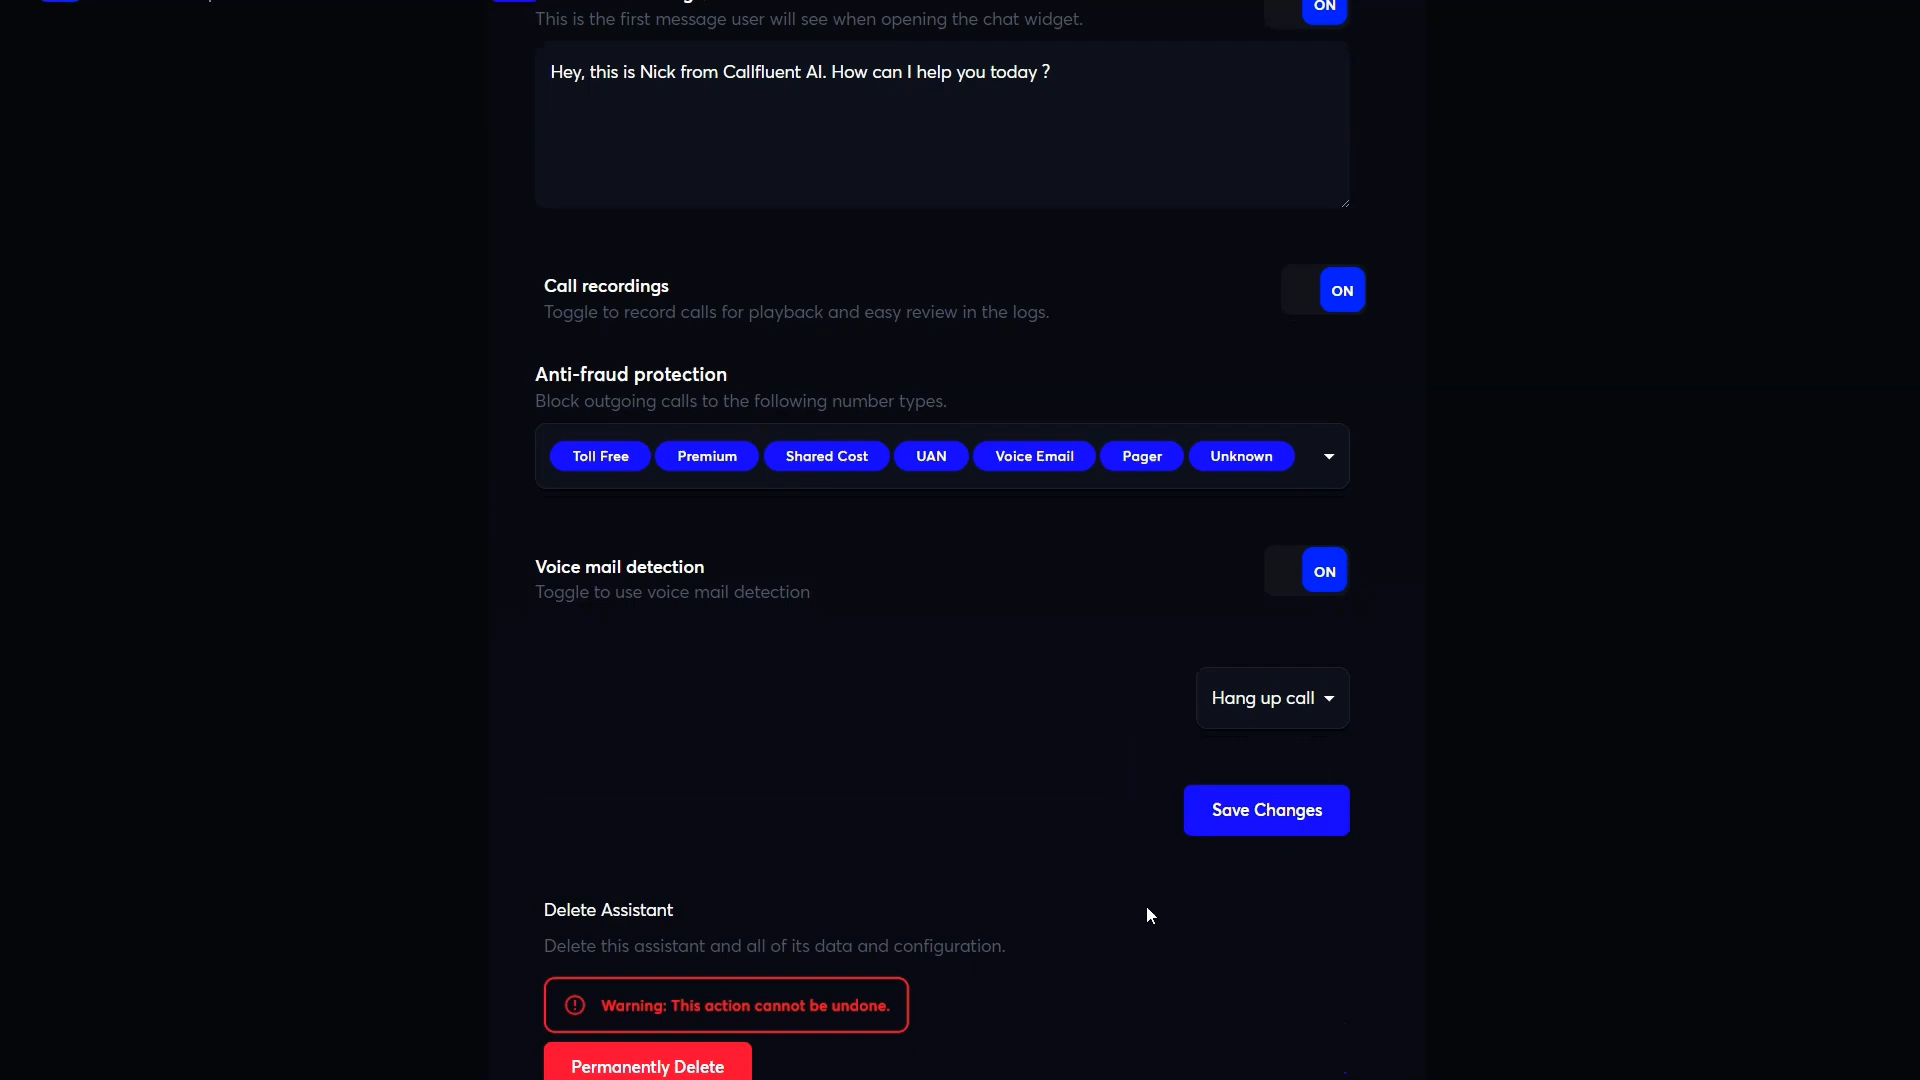 ON
This is the first message user will see when opening the chat widget.
Hey, this is Nick from Callfluent AI. How can I help you today ?
Call recordings
ON
Toggle to record calls for playback and easy review in the logs.
Anti-fraud protection
Block outgoing calls to the following number types.
Toll Free Premium Shared Cost UAN Voice Email Pager Unknown
Voice mail detection
ON
Toggle to use voice mail detection
Hang up call
Save Changes
Delete Assistant
Delete this assistant and all of its data and configuration.
Warning: This action cannot be undone.
Permanently Delete